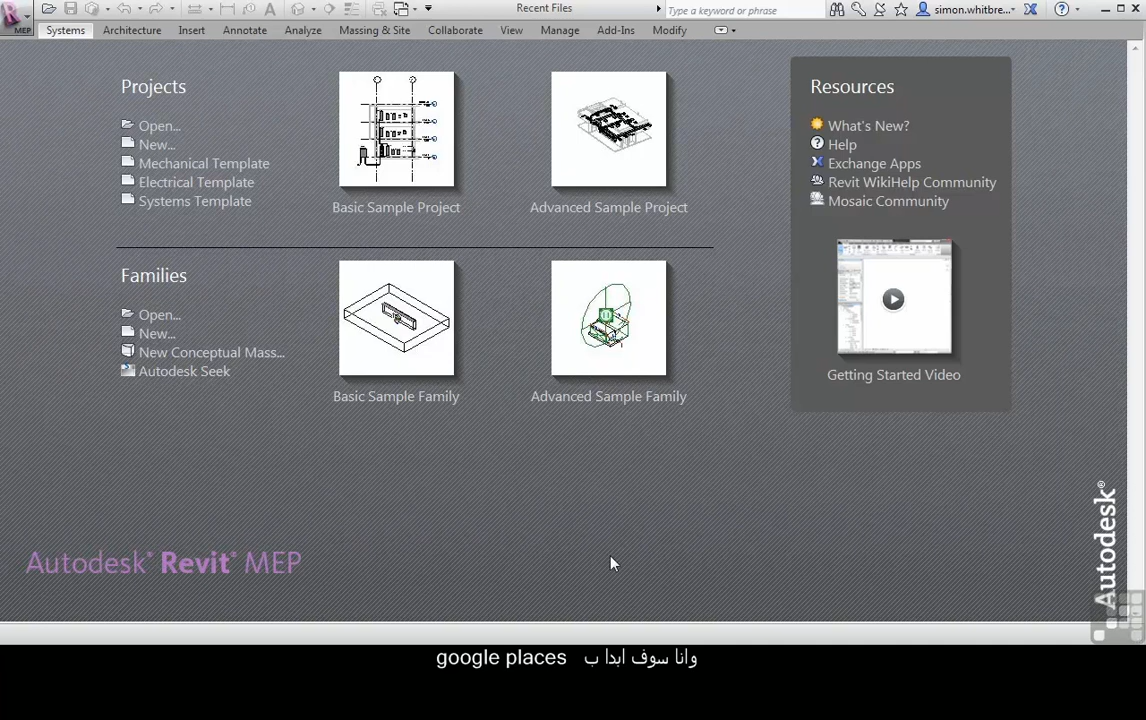 MEP
Recent Files
Type a keyword or phrase
simon.whitbre...
Systems Architecture Insert Annotate Analyze Massing & Site Collaborate View Manage Add-Ins Modify
Projects
Open...
New...
Mechanical Template
Electrical Template
Systems Template
Basic Sample Project
Advanced Sample Project
Resources
What's New?
Help
Exchange Apps
Revit WikiHelp Community
Mosaic Community
Getting Started Video
Families
Open...
New...
New Conceptual Mass...
Autodesk Seek
Basic Sample Family
Advanced Sample Family
Autodesk® Revit® MEP
Autodesk®
وانا سوف ابدا ب google places